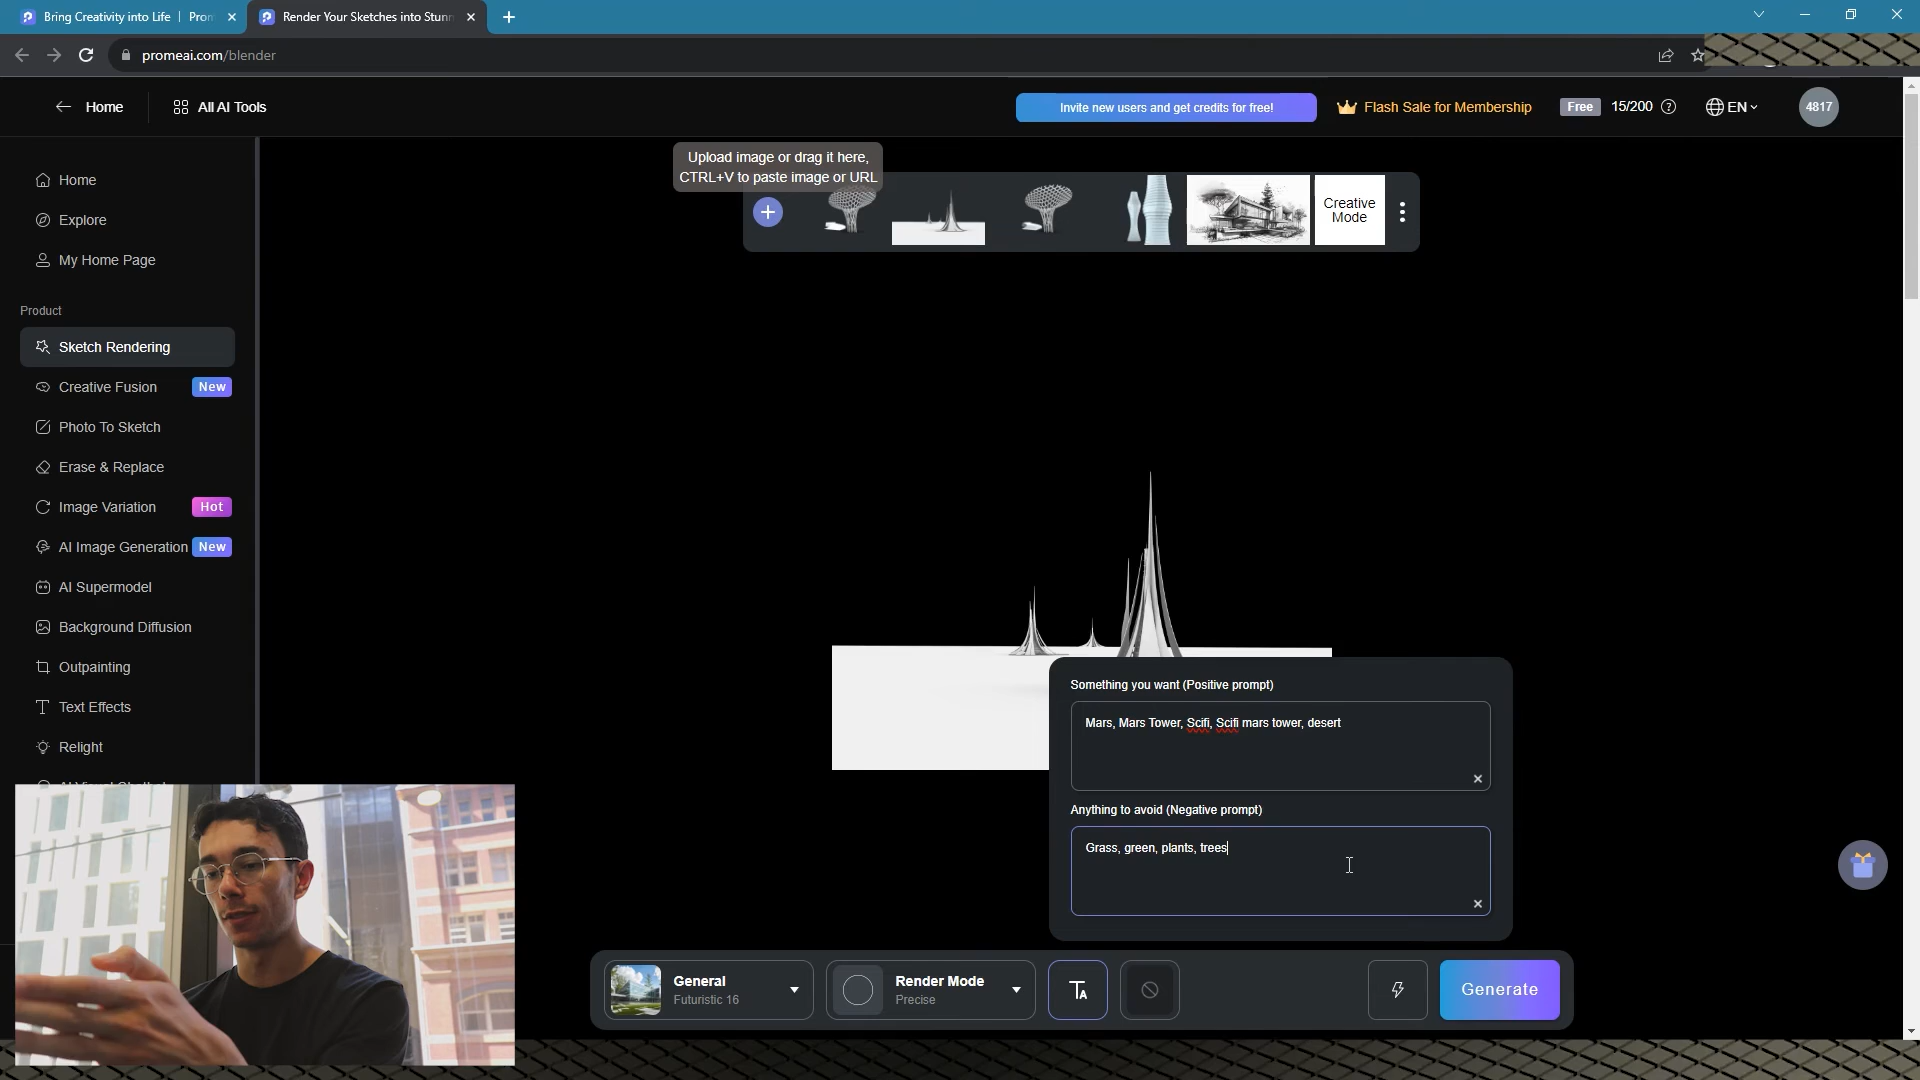 Bring Creativity into Life | Pro
Render Your Sketches into Stunn
promeai.com/blender
Home
All AI Tools
Invite new users and get credits for free!
Flash Sale for Membership
Free
15/200
EN
4817
Upload image or drag it here,
CTRL+V to paste image or URL
Creative
Mode
Home
Explore
My Home Page
Product
Sketch Rendering
Creative Fusion
New
Photo To Sketch
Erase & Replace
Image Variation
Hot
AI Image Generation
New
AI Supermodel
Background Diffusion
Outpainting
Text Effects
Relight
Something you want (Positive prompt)
Mars, Mars Tower, Scifi, Scifi mars tower, desert
Anything to avoid (Negative prompt)
Grass, green, plants, trees
General
Futuristic 16
Render Mode
Precise
Generate